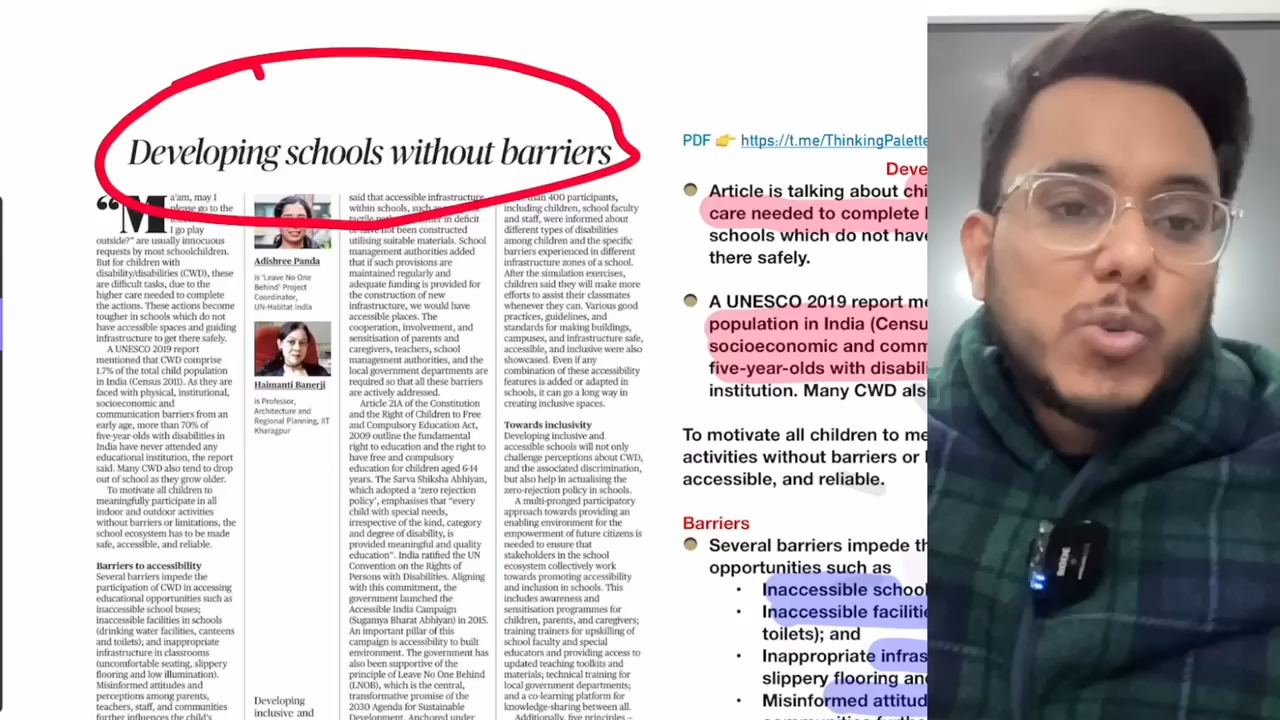 Developing schools without barriers
“Ma'am, may I
please go to the
I go play
outside?” are usually innocuous
requests by most schoolchildren.
But for children with
disability/disabilities (CWD), these
are difficult tasks, due to the
higher care needed to complete
the actions. These actions become
tougher in schools which do not
have accessible spaces and guiding
infrastructure to get there safely.
A UNESCO 2019 report
mentioned that CWD comprise
1.7% of the total child population
in India (Census 2011). As they are
faced with physical, institutional,
socioeconomic and
communication barriers from an
early age, more than 70% of
five-year-olds with disabilities in
India have never attended any
educational institution, the report
said. Many CWD also tend to drop
out of school as they grow older.
To motivate all children to
meaningfully participate in all
indoor and outdoor activities
without barriers or limitations, the
school ecosystem has to be made
safe, accessible, and reliable.
Barriers to accessibility
Several barriers impede the
participation of CWD in accessing
educational opportunities such as
inaccessible school buses;
inaccessible facilities in schools
(drinking water facilities, canteens
and toilets); and inappropriate
infrastructure in classrooms
(uncomfortable seating, slippery
flooring and low illumination).
Misinformed attitudes and
perceptions among parents,
teachers, staff, and communities
further influences the child's
Adishree Panda
is 'Leave No One
Behind' Project
Coordinator,
UN-Habitat India
Haimanti Banerji
is Professor,
Architecture and
Regional Planning, IIT
Kharagpur
Developing
inclusive and
said that accessible infrastructure
within schools, such as
in deficit
or have not been constructed
utilising suitable materials. School
management authorities added
that if such provisions are
maintained regularly and
adequate funding is provided for
the construction of new
infrastructure, we would have
accessible places. The
cooperation, involvement, and
sensitisation of parents and
caregivers, teachers, school
management authorities, and the
local government departments are
required so that all these barriers
are actively addressed.
Article 21A of the Constitution
and the Right of Children to Free
and Compulsory Education Act,
2009 outline the fundamental
right to education and the right to
have free and compulsory
education for children aged 6-14
years. The Sarva Shiksha Abhiyan,
which adopted a 'zero rejection
policy', emphasises that “every
child with special needs,
irrespective of the kind, category
and degree of disability, is
provided meaningful and quality
education”. India ratified the UN
Convention on the Rights of
Persons with Disabilities. Aligning
with this commitment, the
government launched the
Accessible India Campaign
(Sugamya Bharat Abhiyan) in 2015.
An important pillar of this
campaign is accessibility to built
environment. The government has
also been supportive of the
principle of Leave No One Behind
(LNOB), which is the central,
transformative promise of the
2030 Agenda for Sustainable
Development. Anchored under
than 400 participants,
including children, school faculty
and staff, were informed about
different types of disabilities
among children and the specific
barriers experienced in different
infrastructure zones of a school.
After the simulation exercises,
children said they will make more
efforts to assist their classmates
whenever they can. Various good
practices, guidelines, and
standards for making buildings,
campuses, and infrastructure safe,
accessible, and inclusive were also
showcased. Even if any
combination of these accessibility
features is added or adapted in
schools, it can go a long way in
creating inclusive spaces.
Towards inclusivity
Developing inclusive and
accessible schools will not only
challenge perceptions about CWD,
and the associated discrimination,
but also help in actualising the
zero-rejection policy in schools.
A multi-pronged participatory
approach towards providing an
enabling environment for the
empowerment of future citizens is
needed to ensure that
stakeholders in the school
ecosystem collectively work
towards promoting accessibility
and inclusion in schools. This
includes awareness and
sensitisation programmes for
children, parents, and caregivers;
training trainers for upskilling of
school faculty and special
educators and providing access to
updated teaching toolkits and
materials; technical training for
local government departments;
and a co-learning platform for
knowledge-sharing between all.
Additionally, five principles –
PDF 👉 https://t.me/ThinkingPalette
Deve
Article is talking about chi
care needed to complete
schools which do not have
there safely.
A UNESCO 2019 report me
population in India (Census
socioeconomic and comm
five-year-olds with disabili
institution. Many CWD also
To motivate all children to me
activities without barriers or
accessible, and reliable.
Barriers
Several barriers impede th
opportunities such as
• Inaccessible school
• Inaccessible facilitie
toilets); and
• Inappropriate infras
slippery flooring and
• Misinformed attitud